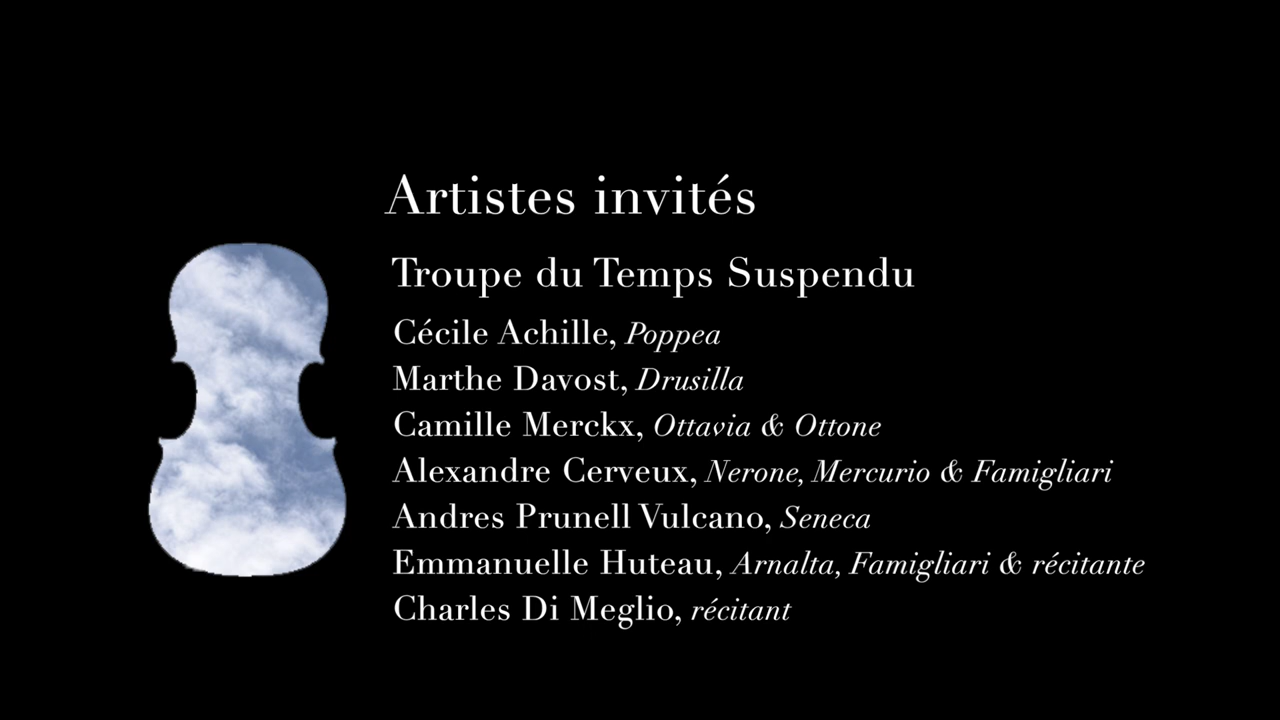 Artistes invités
Troupe du Temps Suspendu
Cécile Achille, Poppea
Marthe Davost, Drusilla
Camille Merckx, Ottavia & Ottone
Alexandre Cerveux, Nerone, Mercurio & Famigliari
Andres Prunell Vulcano, Seneca
Emmanuelle Huteau, Arnalta, Famigliari & récitante
Charles Di Meglio, récitant